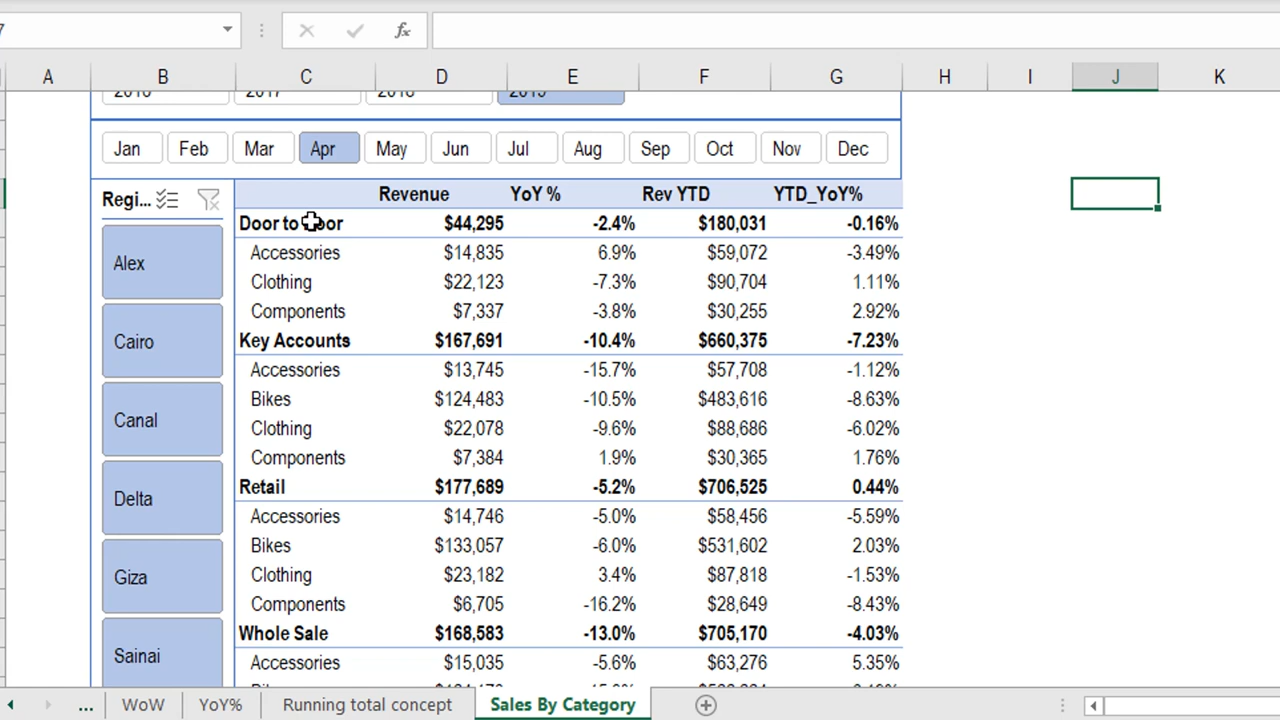 7 fx
A B C D E F G H I J K
2016 2017 2018 2019
Jan Feb Mar Apr May Jun Jul Aug Sep Oct Nov Dec
Regi... Revenue YoY % Rev YTD YTD_YoY%
Door to Door $44,295 -2.4% $180,031 -0.16%
Alex Accessories $14,835 6.9% $59,072 -3.49%
Clothing $22,123 -7.3% $90,704 1.11%
Components $7,337 -3.8% $30,255 2.92%
Cairo Key Accounts $167,691 -10.4% $660,375 -7.23%
Accessories $13,745 -15.7% $57,708 -1.12%
Bikes $124,483 -10.5% $483,616 -8.63%
Canal Clothing $22,078 -9.6% $88,686 -6.02%
Components $7,384 1.9% $30,365 1.76%
Delta Retail $177,689 -5.2% $706,525 0.44%
Accessories $14,746 -5.0% $58,456 -5.59%
Bikes $133,057 -6.0% $531,602 2.03%
Giza Clothing $23,182 3.4% $87,818 -1.53%
Components $6,705 -16.2% $28,649 -8.43%
Whole Sale $168,583 -13.0% $705,170 -4.03%
Sainai Accessories $15,035 -5.6% $63,276 5.35%
... WoW YoY% Running total concept Sales By Category